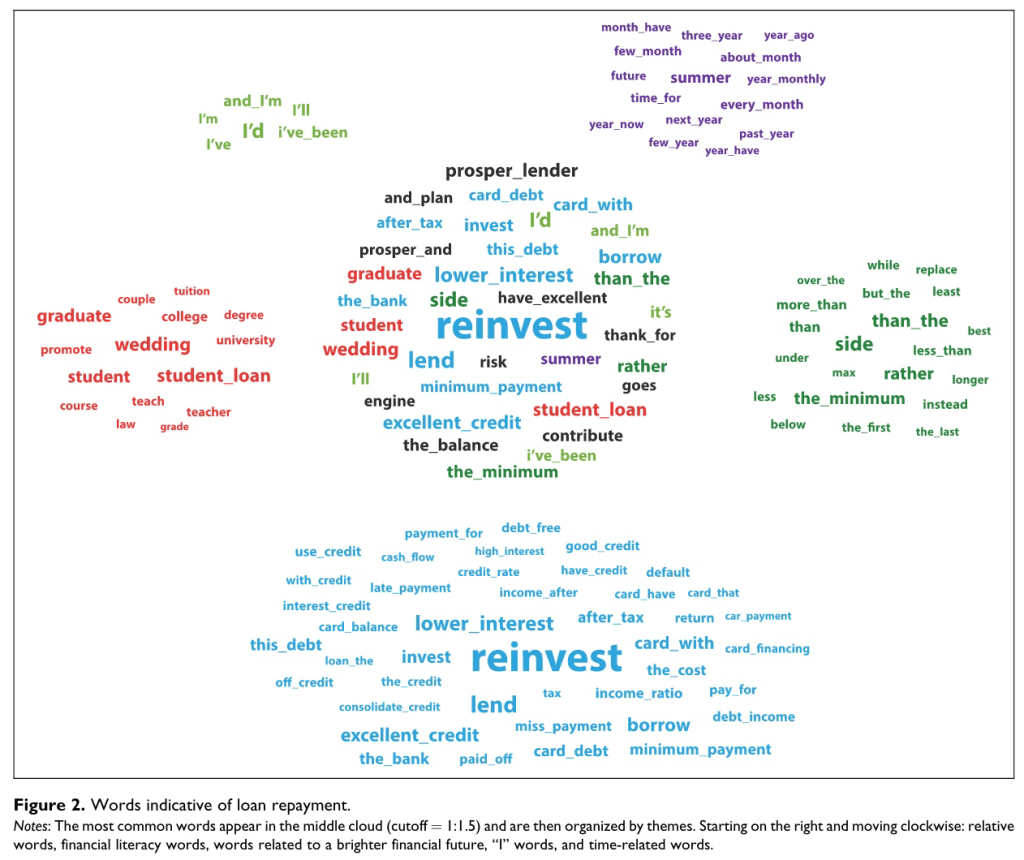 month_have three_year year_ago
few_month about_month
future summer year_monthly
time_for every_month
year_now next_year past_year
few_year year_have
and_I'm I'll
I'm I'd i've_been
I've
prosper_lender
and_plan card_debt card_with
after_tax invest I'd and_I'm
prosper_and this_debt borrow
graduate lower_interest than_the
the_bank side have_excellent it's
student reinvest thank_for
wedding lend risk summer rather
I'll minimum_payment goes
engine student_loan
excellent_credit contribute
the_balance i've_been
the_minimum
couple tuition
graduate college degree
promote wedding university
student student_loan
course teach teacher
law grade
while replace
over_the but_the least
more_than than_the best
than side less_than
under max rather longer
less the_minimum instead
below the_first the_last
payment_for debt_free
use_credit cash_flow high_interest good_credit
with_credit credit_rate have_credit default
late_payment income_after card_have card_that
interest_credit after_tax return car_payment
card_balance lower_interest card_with card_financing
this_debt loan_the invest reinvest the_cost
off_credit the_credit tax income_ratio pay_for
consolidate_credit lend miss_payment borrow debt_income
excellent_credit card_debt minimum_payment
the_bank paid_off
Figure 2. Words indicative of loan repayment.
Notes: The most common words appear in the middle cloud (cutoff = 1:1.5) and are then organized by themes. Starting on the right and moving clockwise: relative
words, financial literacy words, words related to a brighter financial future, “I” words, and time-related words.